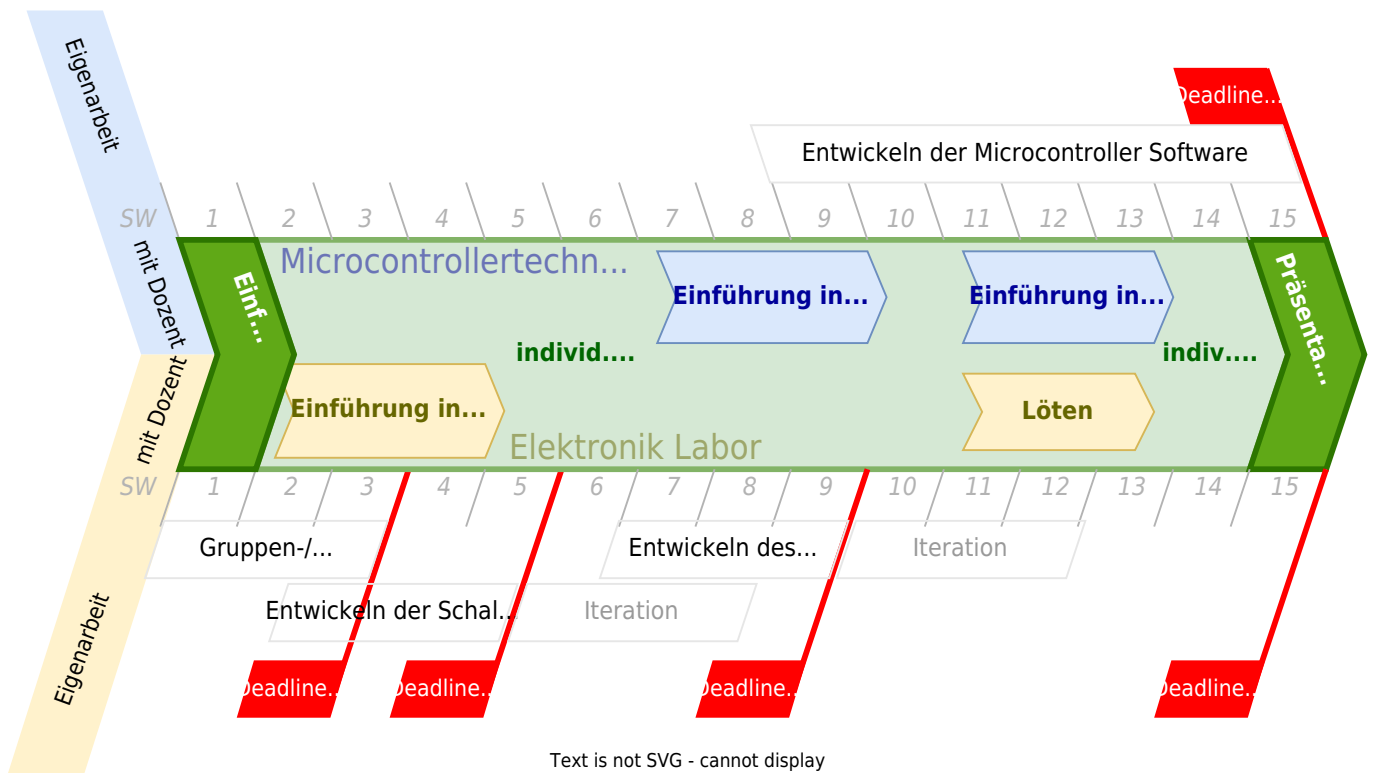 Eigenarbeit
Deadline...
Entwickeln der Microcontroller Software
SW 1 2 3 4 5 6 7 8 9 10 11 12 13 14 15
mit Dozent
Microcontrollertechn...
Einf...
Einführung in...
Einführung in...
Präsenta...
individ....
indiv....
mit Dozent
Einführung in...
Löten
Elektronik Labor
SW 1 2 3 4 5 6 7 8 9 10 11 12 13 14 15
Gruppen-/...
Entwickeln des...
Iteration
Eigenarbeit
Entwickeln der Schal...
Iteration
Deadline...
Deadline...
Deadline...
Deadline...
Text is not SVG - cannot display